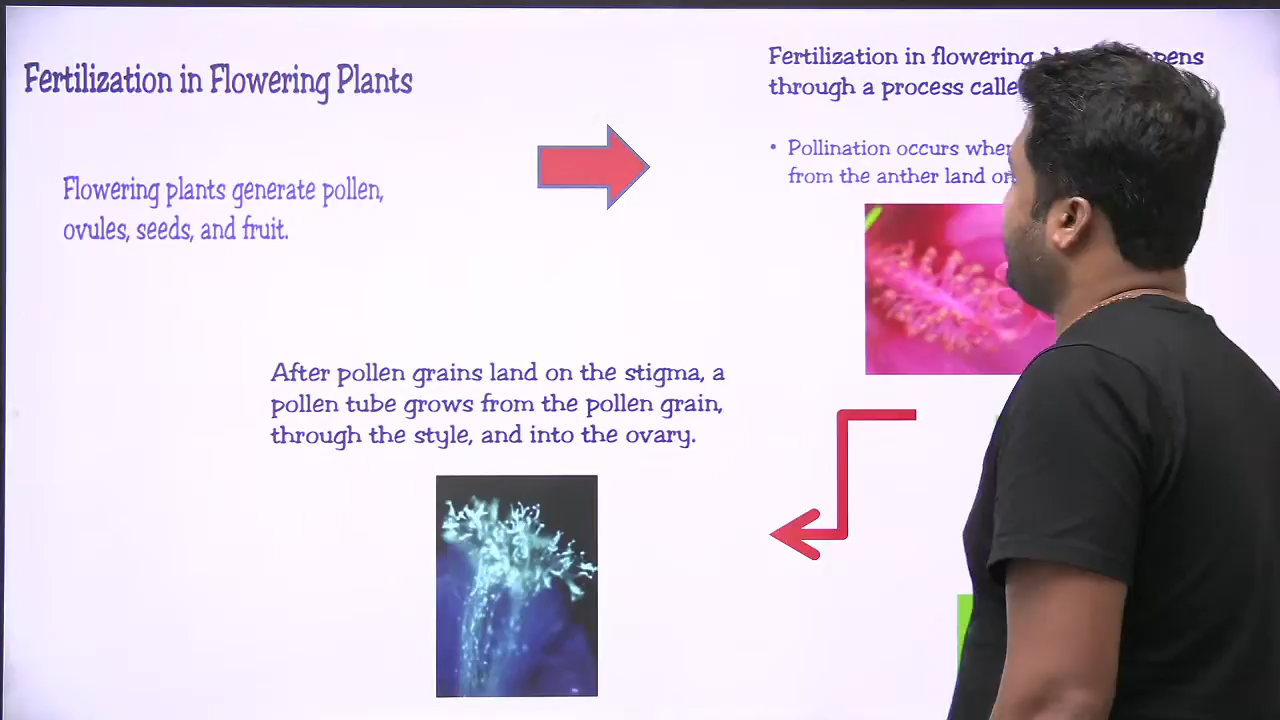 Fertilization in Flowering Plants
Flowering plants generate pollen,
ovules, seeds, and fruit.
Fertilization in flowering
through a process
Pollination occurs
from the anther land
After pollen grains land on the stigma, a
pollen tube grows from the pollen grain,
through the style, and into the ovary.